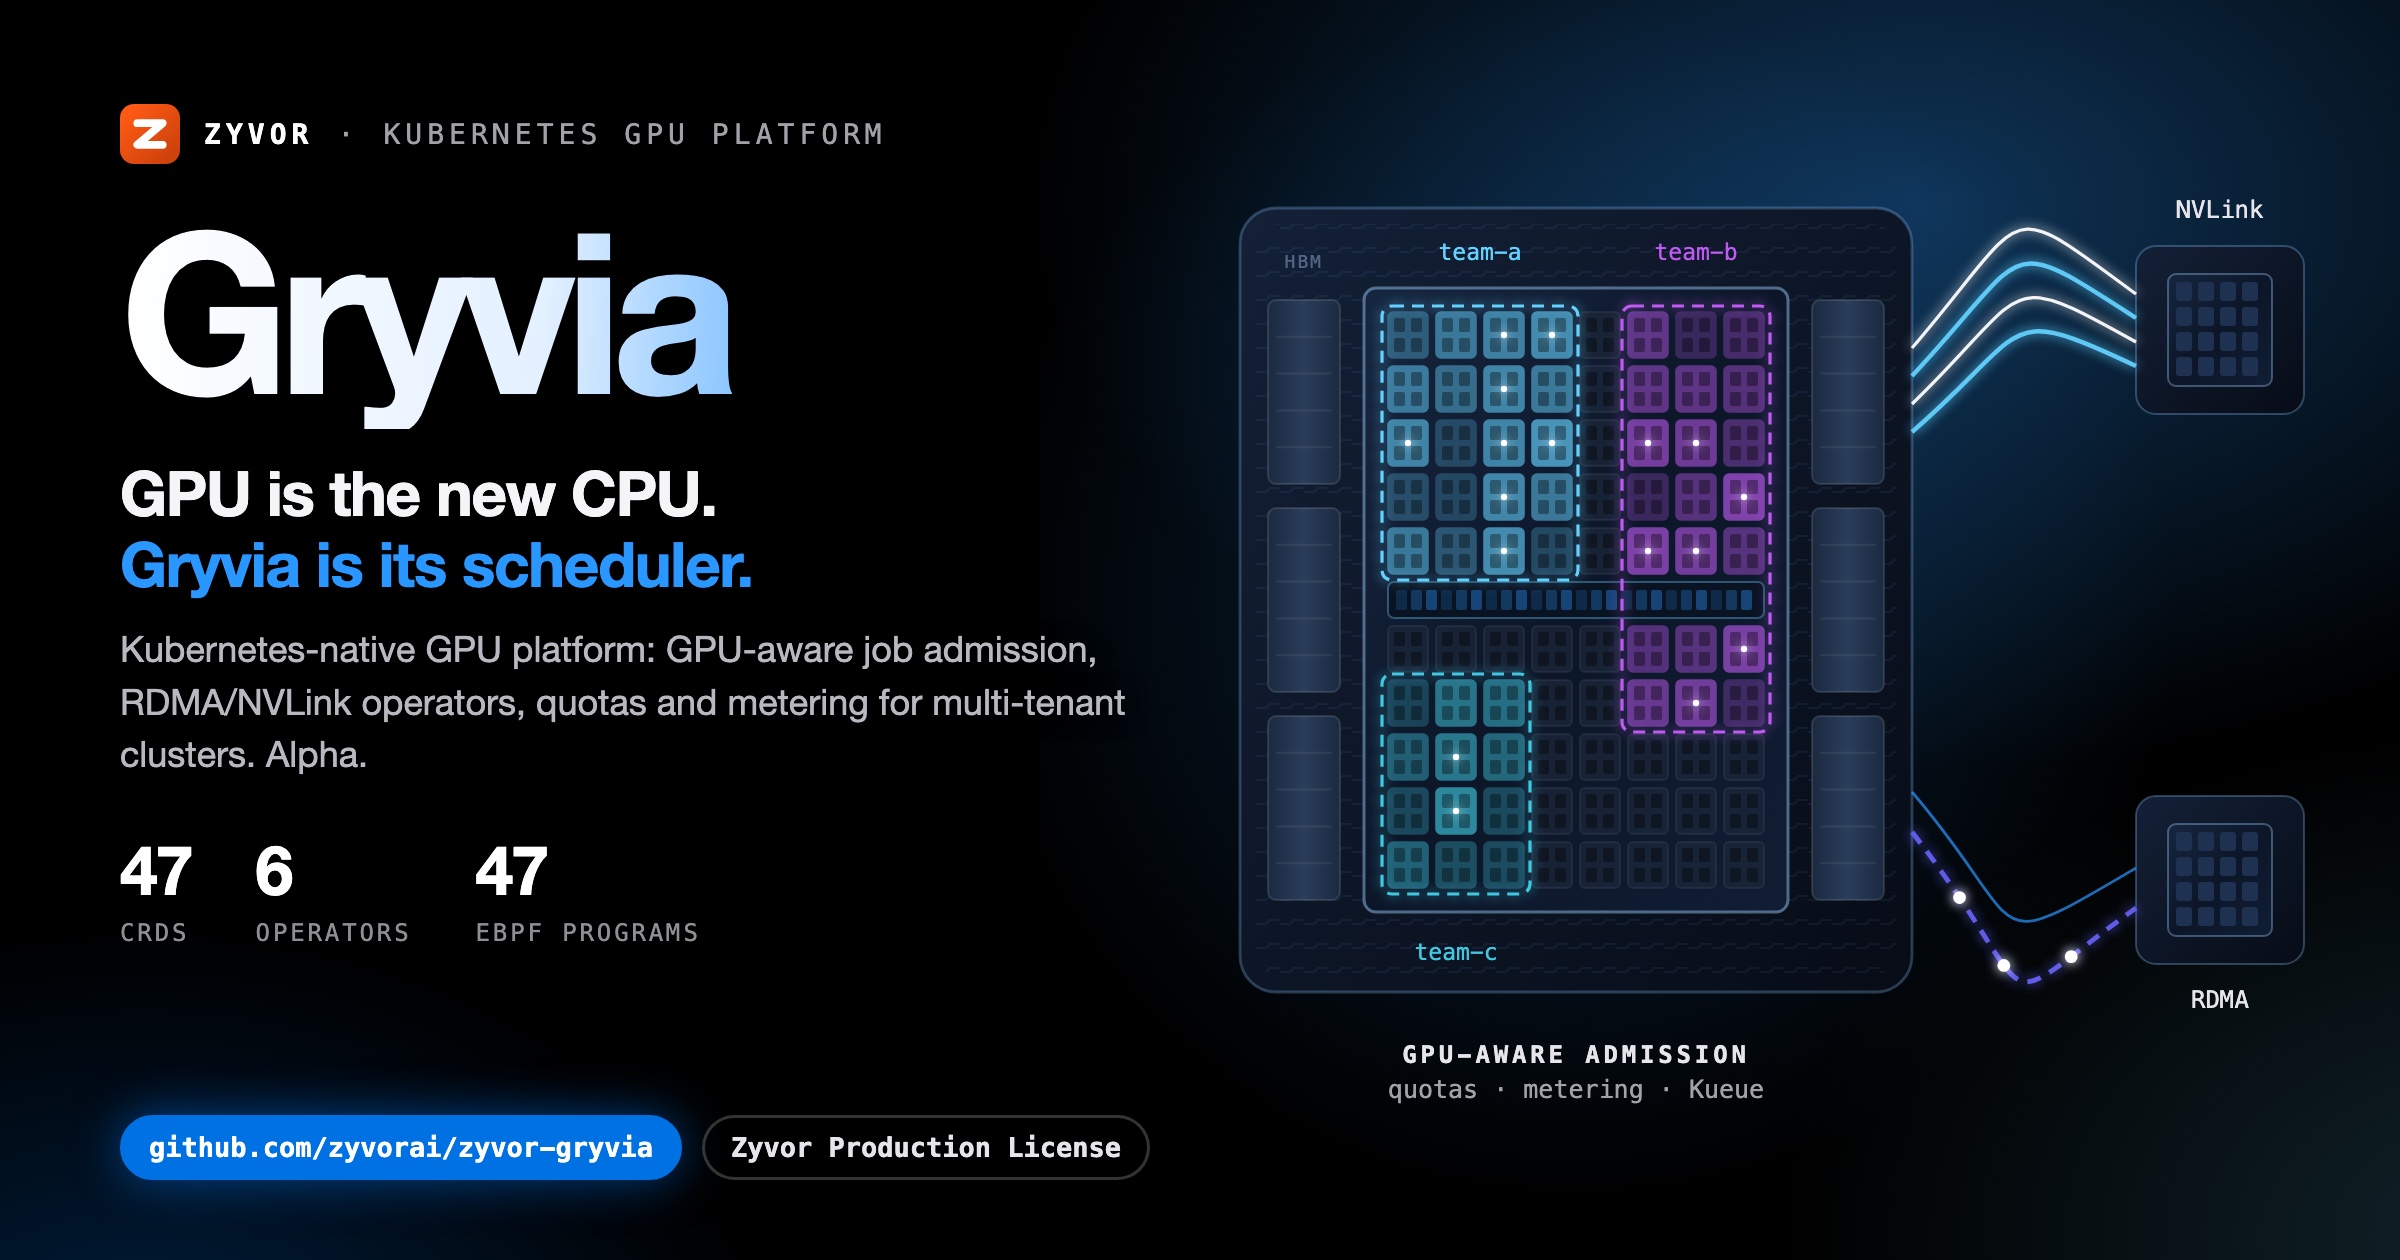 ZYVOR · KUBERNETES GPU PLATFORM
Gryvia
GPU is the new CPU.
Gryvia is its scheduler.
Kubernetes-native GPU platform: GPU-aware job admission,
RDMA/NVLink operators, quotas and metering for multi-tenant
clusters. Alpha.
47 6 47
CRDS OPERATORS EBPF PROGRAMS
github.com/zyvorai/zyvor-gryvia Zyvor Production License
NVLink
HBM team-a team-b
team-c
RDMA
GPU-AWARE ADMISSION
quotas · metering · Kueue